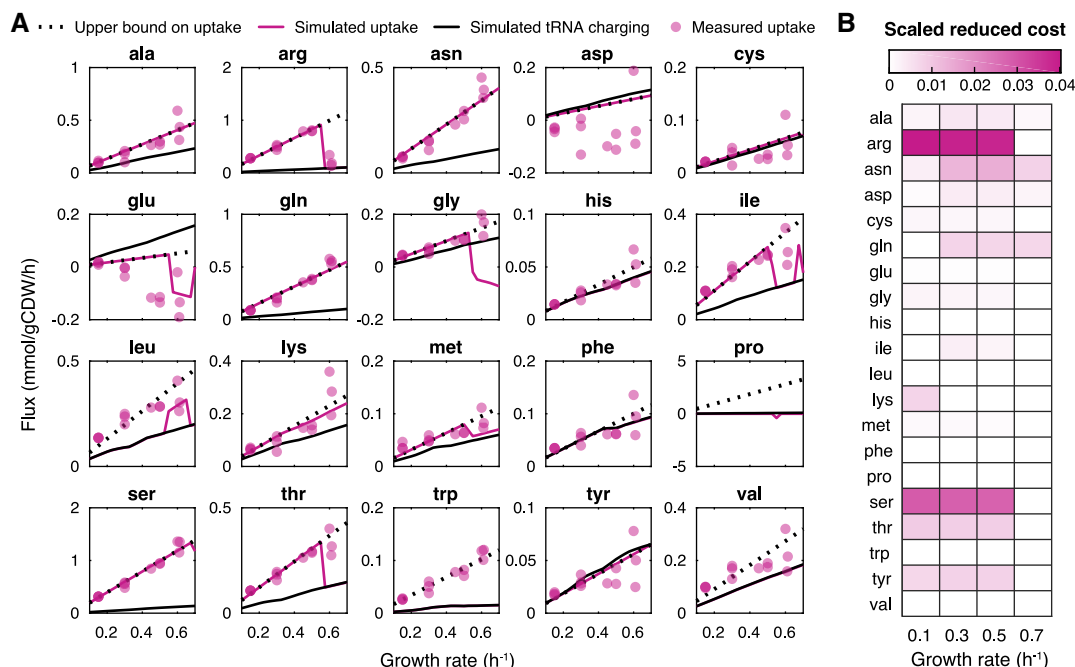 A
Upper bound on uptake
Simulated uptake
Simulated tRNA charging
Measured uptake
ala
arg
asn
asp
cys
1
0.5
0
2
1
0
0.5
0
0.2
0
-0.2
0.4
0.2
0
glu
gln
gly
his
ile
0.2
0
-0.2
1
0.5
0
0.2
0
-0.2
0.1
0.05
0
0.4
0.2
0
leu
lys
met
phe
pro
0.5
0
0.4
0.2
0
0.2
0.1
0
0.2
0.1
0
5
0
-5
ser
thr
trp
tyr
val
2
1
0
0.5
0
0.2
0.1
0
0.1
0.05
0
0.4
0.2
0
0.2 0.4 0.6
0.2 0.4 0.6
0.2 0.4 0.6
0.2 0.4 0.6
0.2 0.4 0.6
Flux (mmol/gCDW/h)
Growth rate (h⁻¹)
B
Scaled reduced cost
0 0.01 0.02 0.03 0.04
ala
arg
asn
asp
cys
gln
glu
gly
his
ile
leu
lys
met
phe
pro
ser
thr
trp
tyr
val
0.1 0.3 0.5 0.7
Growth rate (h⁻¹)